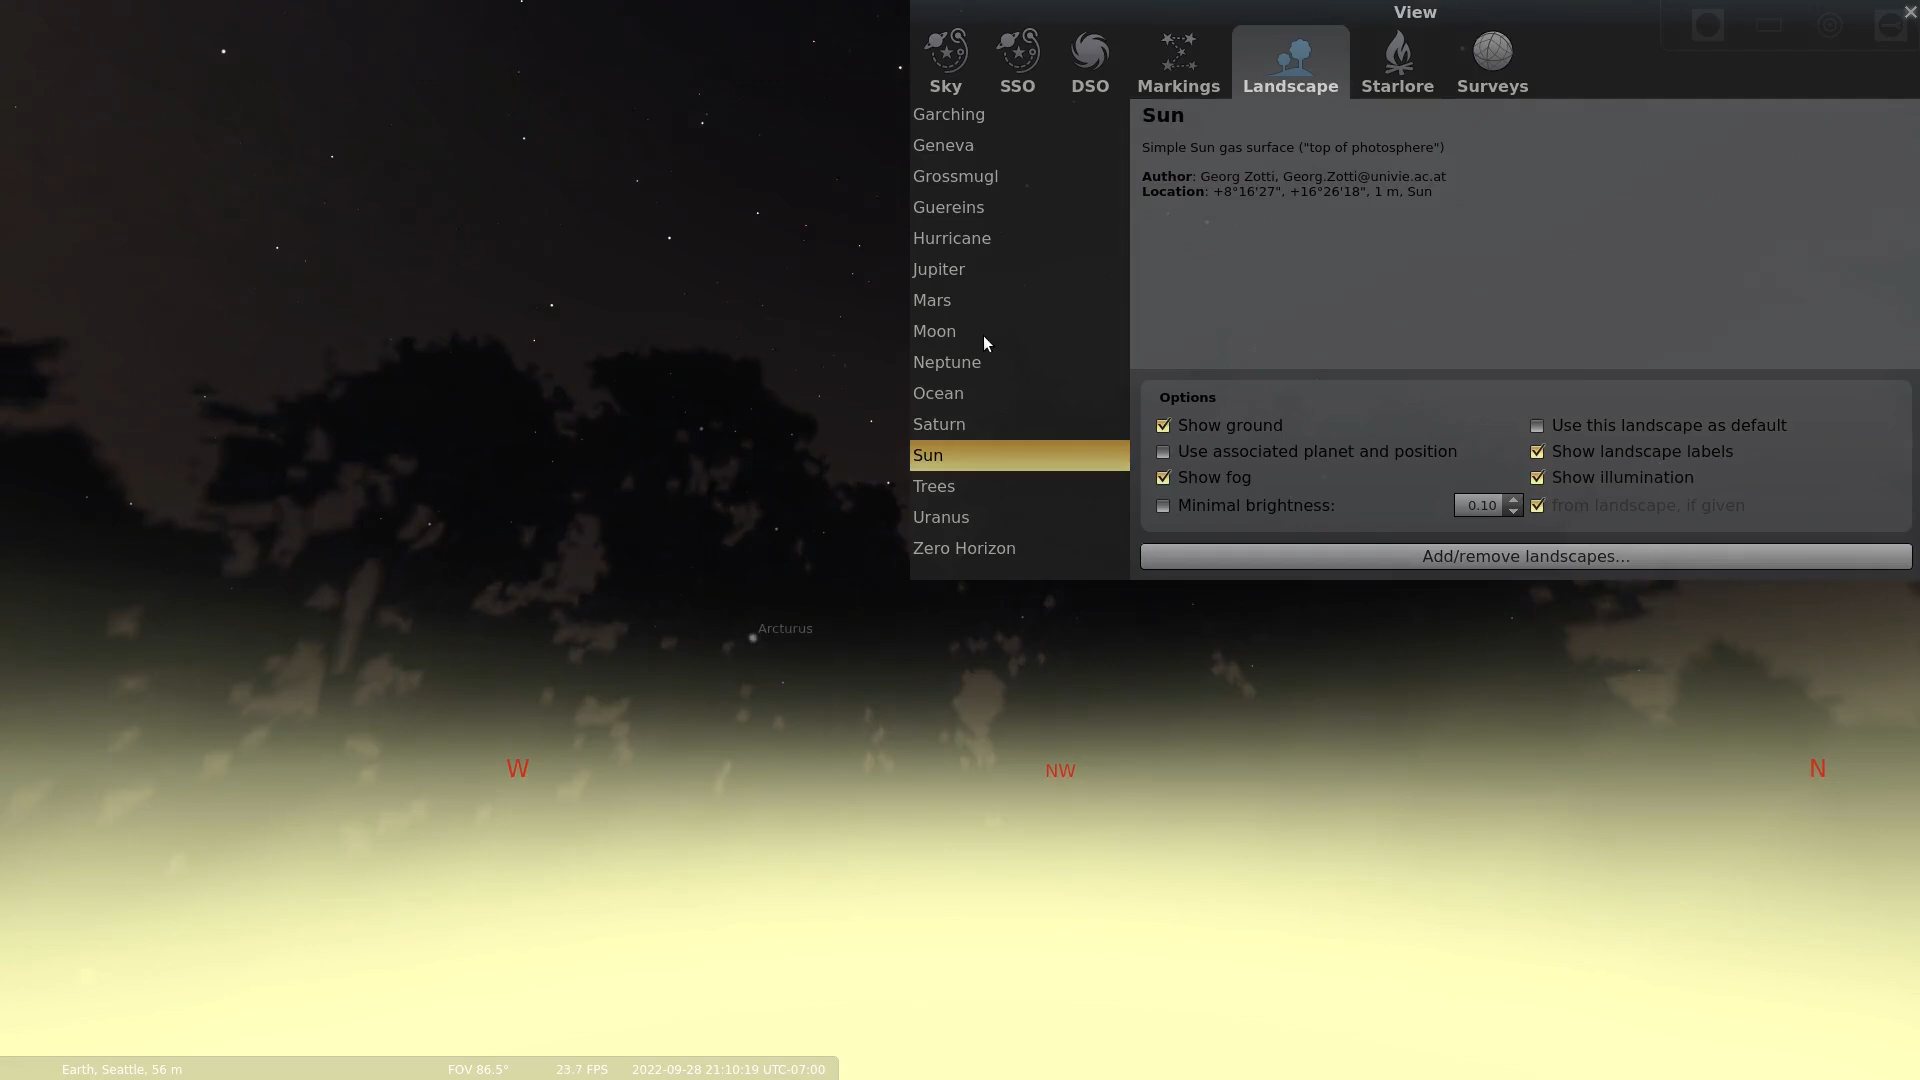 View
Sky
SSO
DSO
Markings
Landscape
Starlore
Surveys
Garching
Geneva
Grossmugl
Guereins
Hurricane
Jupiter
Mars
Moon
Neptune
Ocean
Saturn
Sun
Trees
Uranus
Zero Horizon
Sun
Simple Sun gas surface ("top of photosphere")
Author: Georg Zotti, Georg.Zotti@univie.ac.at
Location: +8°16'27", +16°26'18", 1 m, Sun
Options
Show ground
Use this landscape as default
Use associated planet and position
Show landscape labels
Show fog
Show illumination
Minimal brightness: 0.10
from landscape, if given
Add/remove landscapes...
Arcturus
W
NW
N
Earth, Seattle, 56 m
FOV 86.5°
23.7 FPS
2022-09-28 21:10:19 UTC-07:00